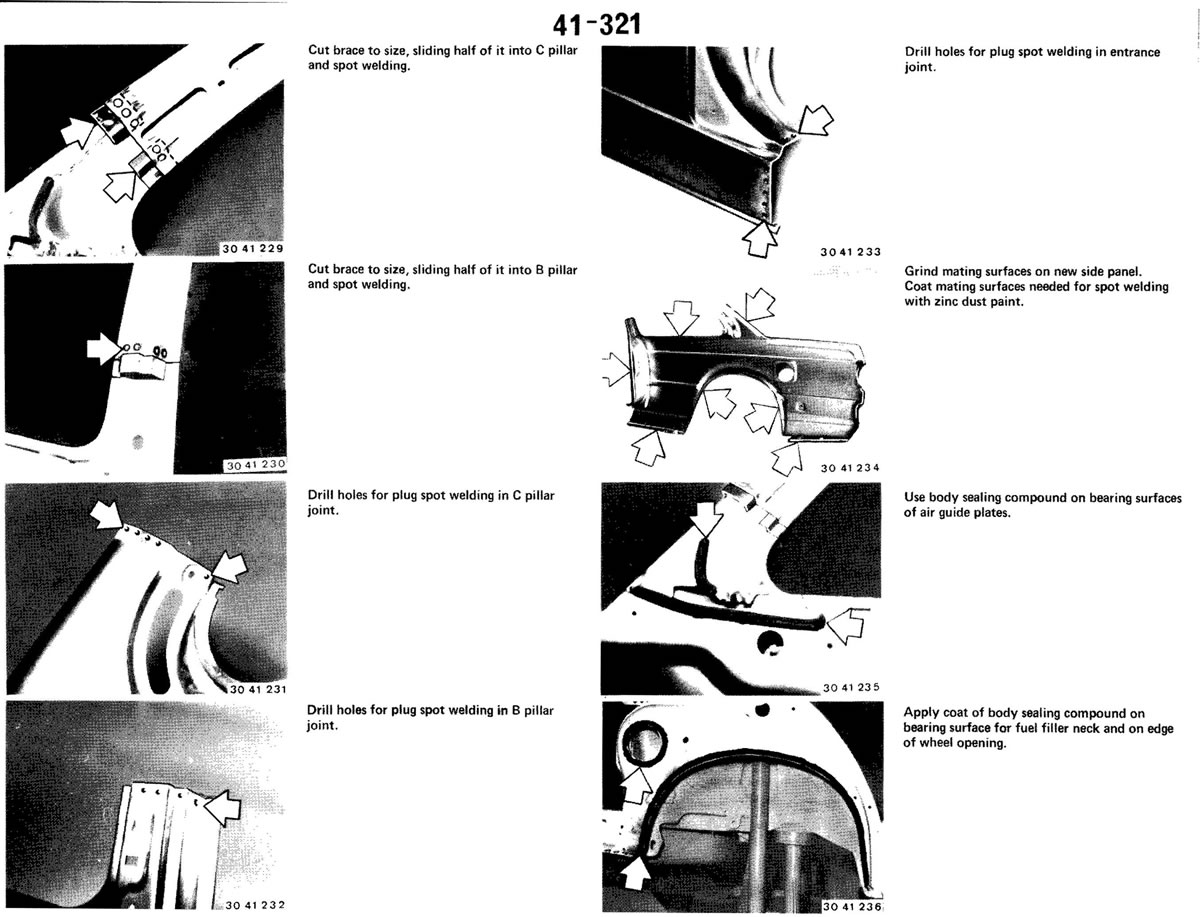 41-321
Cut brace to size, sliding half of it into C pillar
and spot welding.
30 41 229
Cut brace to size, sliding half of it into B pillar
and spot welding.
30 41 230
Drill holes for plug spot welding in C pillar
joint.
30 41 231
Drill holes for plug spot welding in B pillar
joint.
30 41 232
Drill holes for plug spot welding in entrance
joint.
30 41 233
Grind mating surfaces on new side panel.
Coat mating surfaces needed for spot welding
with zinc dust paint.
30 41 234
Use body sealing compound on bearing surfaces
of air guide plates.
30 41 235
Apply coat of body sealing compound on
bearing surface for fuel filler neck and on edge
of wheel opening.
30 41 236